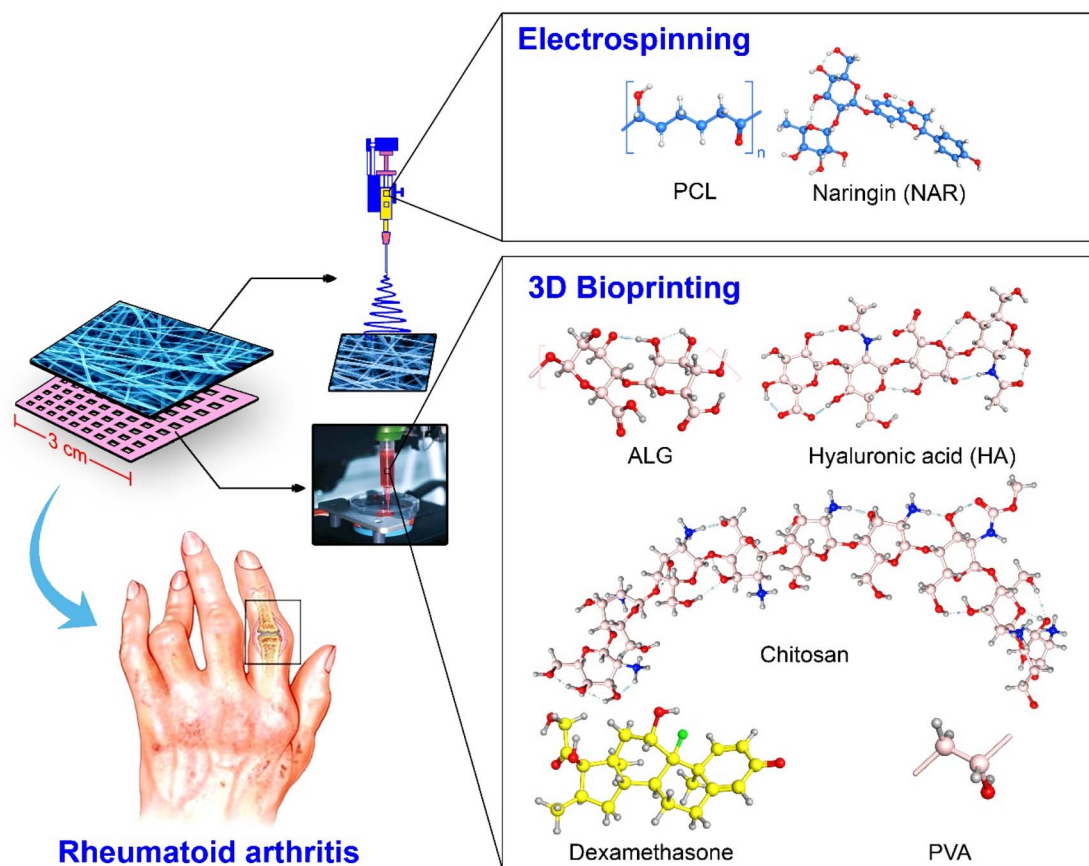 Electrospinning
n
PCL
Naringin (NAR)
3D Bioprinting
3 cm
ALG
Hyaluronic acid (HA)
Chitosan
Dexamethasone
PVA
Rheumatoid arthritis